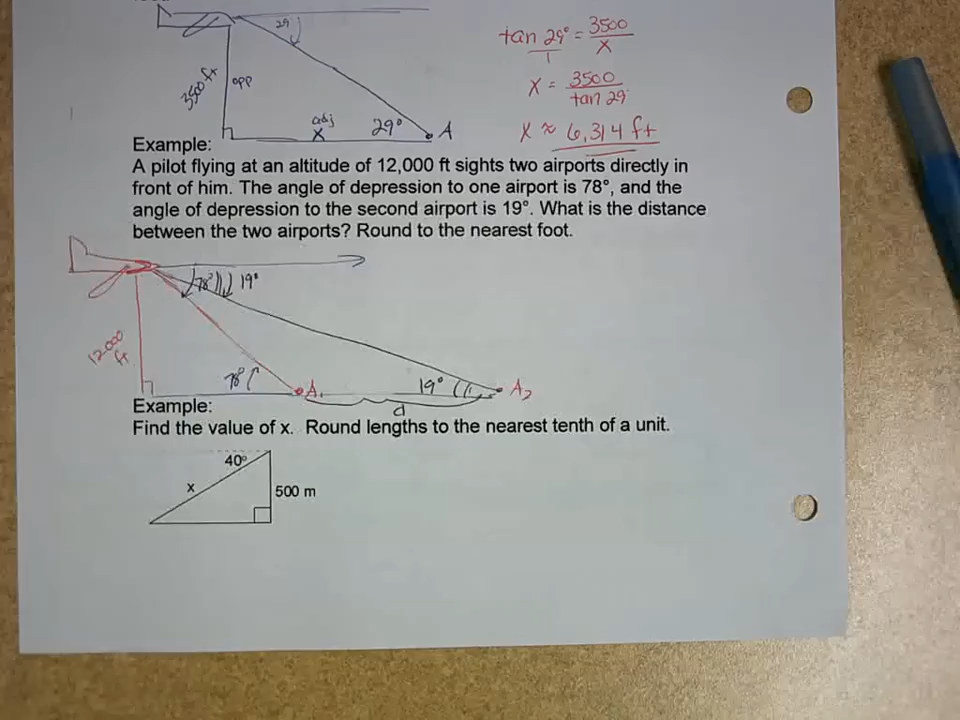 29
tan 29° = 3500
1 x
3500 ft
opp
x = 3500
tan 29
adj
x
29°
A
x ≈ 6,314 ft
Example:
A pilot flying at an altitude of 12,000 ft sights two airports directly in
front of him. The angle of depression to one airport is 78°, and the
angle of depression to the second airport is 19°. What is the distance
between the two airports? Round to the nearest foot.
78° 19°
12000
ft
78°
A1
19°
A2
d
Example:
Find the value of x. Round lengths to the nearest tenth of a unit.
40°
x
500 m